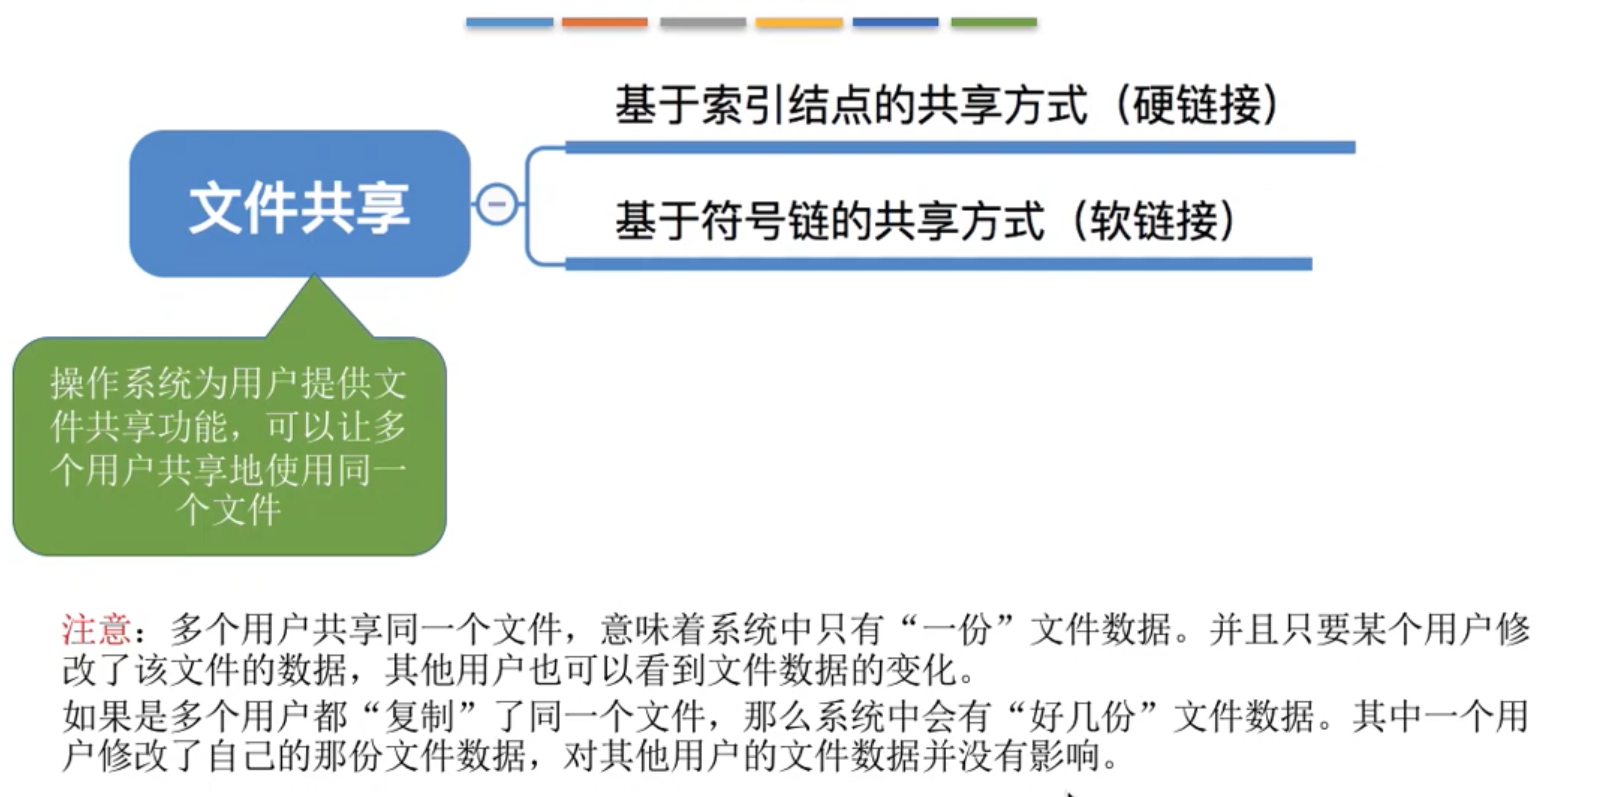 基于索引结点的共享方式（硬链接）
文件共享
基于符号链的共享方式（软链接）
操作系统为用户提供文
件共享功能，可以让多
个用户共享地使用同一
个文件
注意：多个用户共享同一个文件，意味着系统中只有“一份”文件数据。并且只要某个用户修
改了该文件的数据，其他用户也可以看到文件数据的变化。
如果是多个用户都“复制”了同一个文件，那么系统中会有“好几份”文件数据。其中一个用
户修改了自己的那份文件数据，对其他用户的文件数据并没有影响。